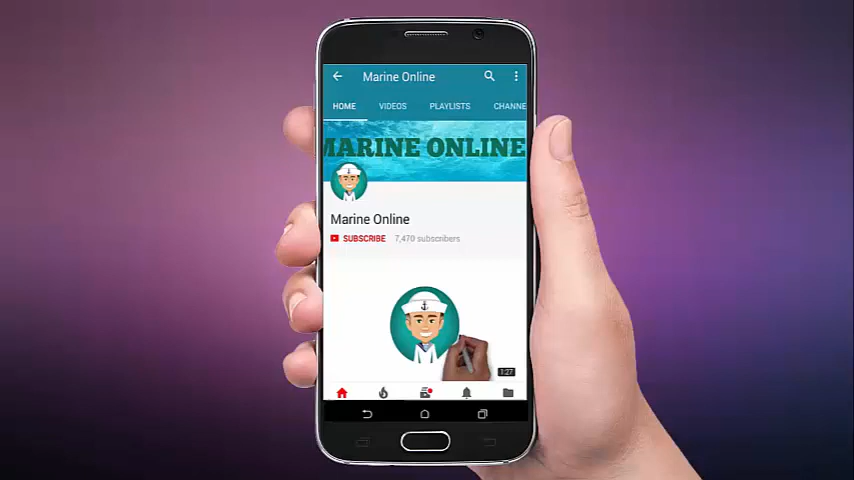 Marine Online
HOME VIDEOS PLAYLISTS CHANNE
MARINE ONLINE
Marine Online
SUBSCRIBE 7,470 subscribers
1:27